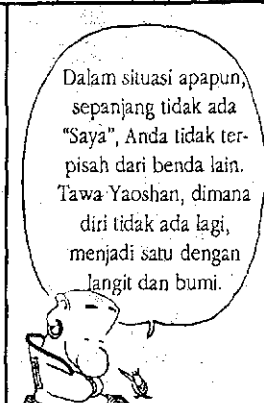 Dalam situasi apapun,
sepanjang tidak ada
"Saya", Anda tidak ter-
pisah dari benda lain.
Tawa Yaoshan, dimana
diri tidak ada lagi,
menjadi satu dengan
langit dan bumi.